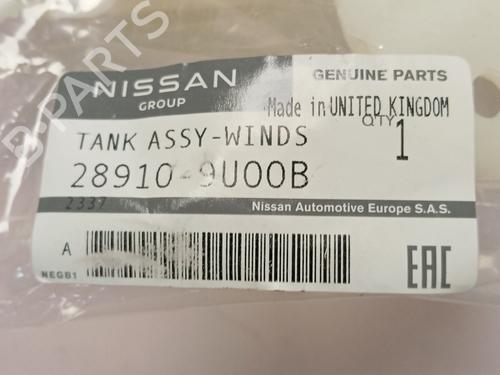 B-PARTS
NISSAN
GROUP
GENUINE PARTS
Made in UNITED KINGDOM
TANK ASSY-WINDS
QTY
1
28910-9U00B
2337
Nissan Automotive Europe S.A.S.
A
NEGB1
EAC